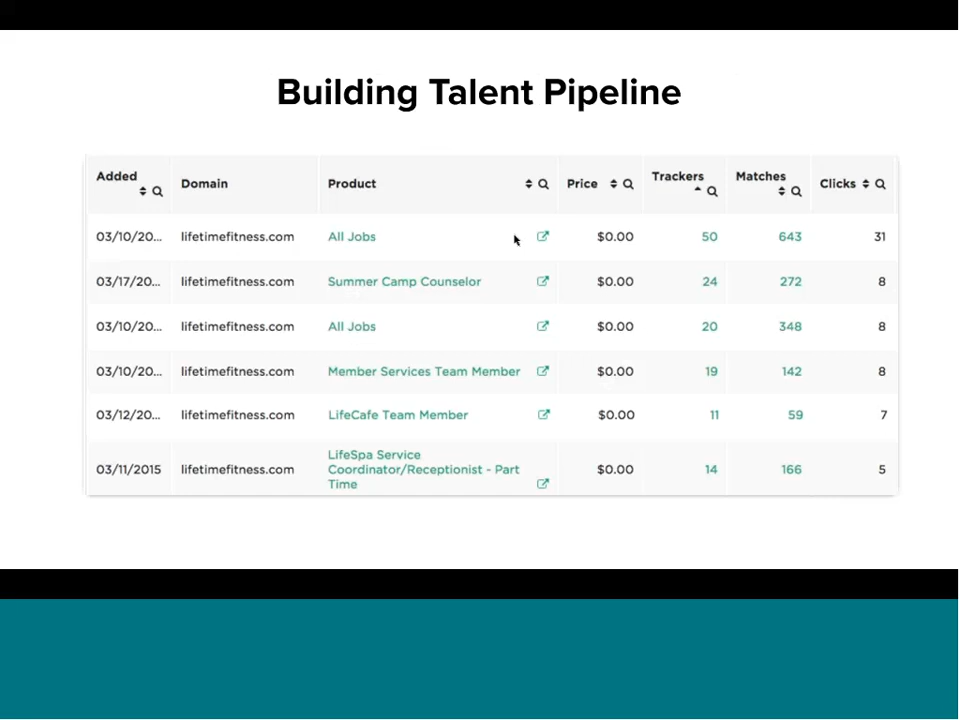 Building Talent Pipeline
Added Domain Product Price Trackers Matches Clicks
03/10/20... lifetimefitness.com All Jobs $0.00 50 643 31
03/17/20... lifetimefitness.com Summer Camp Counselor $0.00 24 272 8
03/10/20... lifetimefitness.com All Jobs $0.00 20 348 8
03/10/20... lifetimefitness.com Member Services Team Member $0.00 19 142 8
03/12/20... lifetimefitness.com LifeCafe Team Member $0.00 11 59 7
LifeSpa Service
03/11/2015 lifetimefitness.com Coordinator/Receptionist - Part $0.00 14 166 5
Time